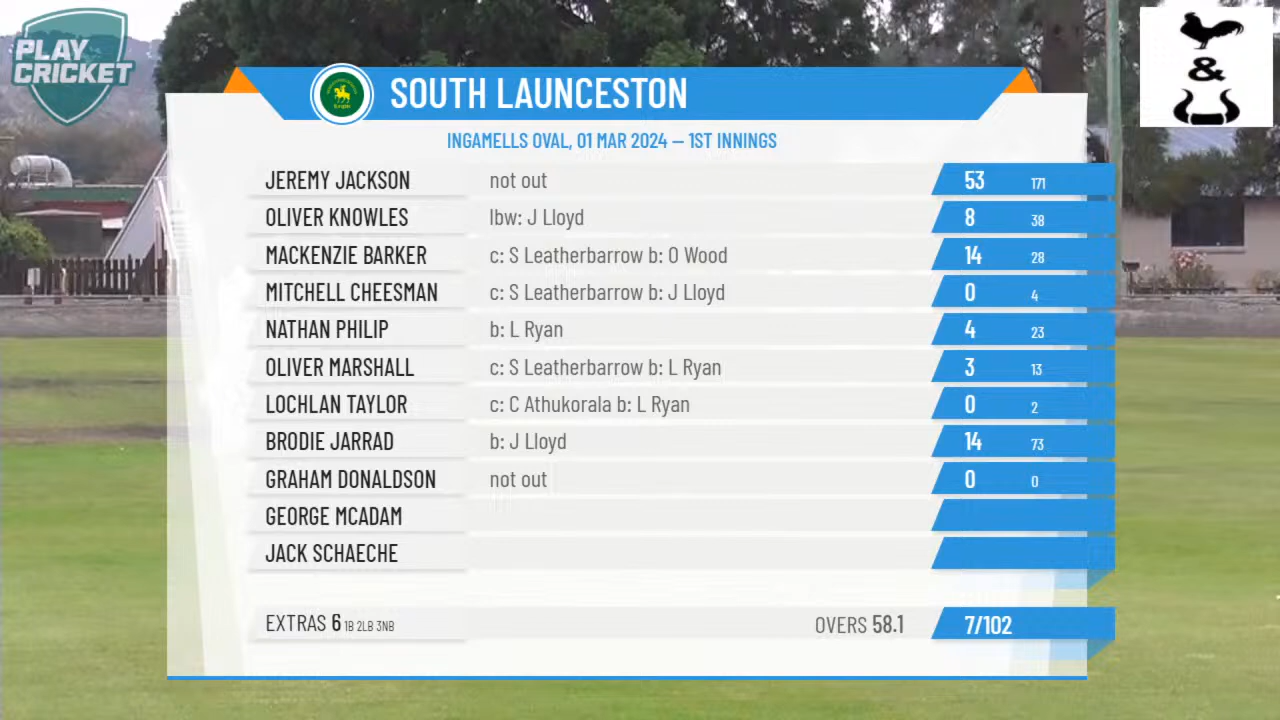 PLAY
CRICKET
&
SOUTH LAUNCESTON
INGAMELLS OVAL, 01 MAR 2024 – 1ST INNINGS
JEREMY JACKSON not out 53 171
OLIVER KNOWLES lbw: J Lloyd 8 38
MACKENZIE BARKER c: S Leatherbarrow b: O Wood 14 28
MITCHELL CHEESMAN c: S Leatherbarrow b: J Lloyd 0 4
NATHAN PHILIP b: L Ryan 4 23
OLIVER MARSHALL c: S Leatherbarrow b: L Ryan 3 13
LOCHLAN TAYLOR c: C Athukorala b: L Ryan 0 2
BRODIE JARRAD b: J Lloyd 14 73
GRAHAM DONALDSON not out 0 0
GEORGE MCADAM
JACK SCHAECHE
EXTRAS 6 1B 2LB 3NB OVERS 58.1 7/102